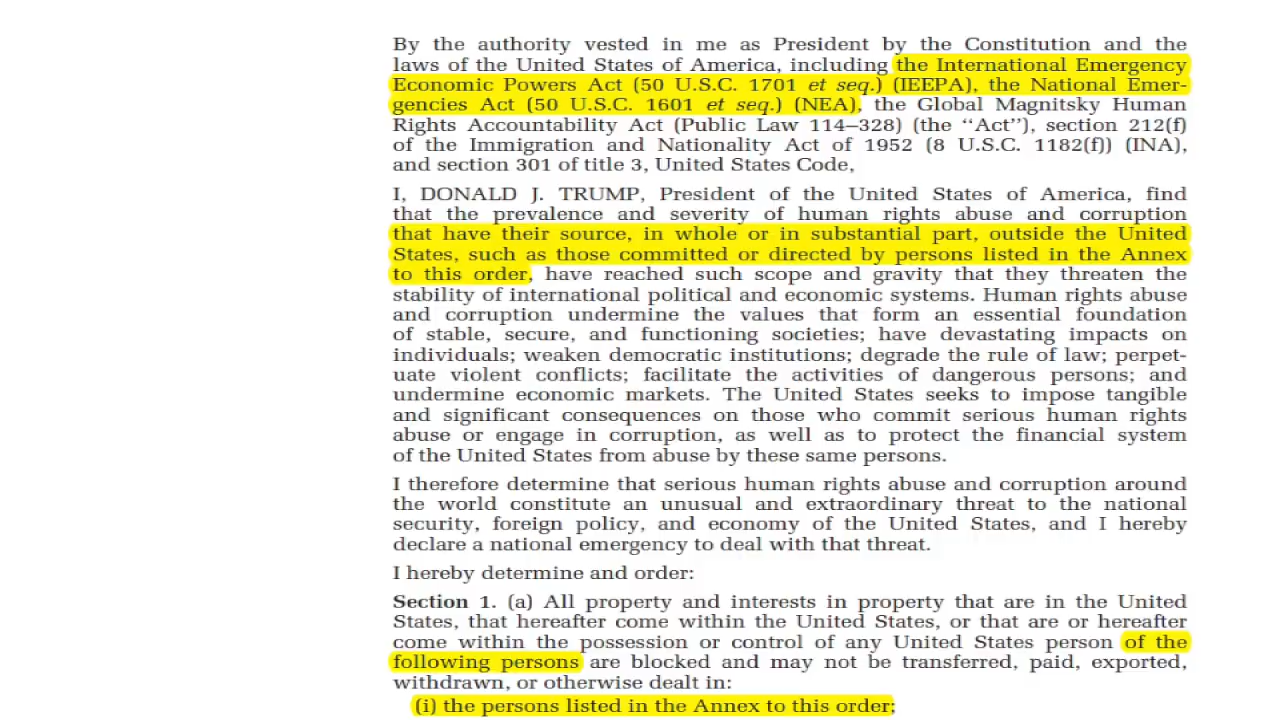 By the authority vested in me as President by the Constitution and the
laws of the United States of America, including the International Emergency
Economic Powers Act (50 U.S.C. 1701 et seq.) (IEEPA), the National Emer-
gencies Act (50 U.S.C. 1601 et seq.) (NEA), the Global Magnitsky Human
Rights Accountability Act (Public Law 114–328) (the ‘‘Act’’), section 212(f)
of the Immigration and Nationality Act of 1952 (8 U.S.C. 1182(f)) (INA),
and section 301 of title 3, United States Code,
I, DONALD J. TRUMP, President of the United States of America, find
that the prevalence and severity of human rights abuse and corruption
that have their source, in whole or in substantial part, outside the United
States, such as those committed or directed by persons listed in the Annex
to this order, have reached such scope and gravity that they threaten the
stability of international political and economic systems. Human rights abuse
and corruption undermine the values that form an essential foundation
of stable, secure, and functioning societies; have devastating impacts on
individuals; weaken democratic institutions; degrade the rule of law; perpet-
uate violent conflicts; facilitate the activities of dangerous persons; and
undermine economic markets. The United States seeks to impose tangible
and significant consequences on those who commit serious human rights
abuse or engage in corruption, as well as to protect the financial system
of the United States from abuse by these same persons.
I therefore determine that serious human rights abuse and corruption around
the world constitute an unusual and extraordinary threat to the national
security, foreign policy, and economy of the United States, and I hereby
declare a national emergency to deal with that threat.
I hereby determine and order:
Section 1. (a) All property and interests in property that are in the United
States, that hereafter come within the United States, or that are or hereafter
come within the possession or control of any United States person of the
following persons are blocked and may not be transferred, paid, exported,
withdrawn, or otherwise dealt in:
(i) the persons listed in the Annex to this order;